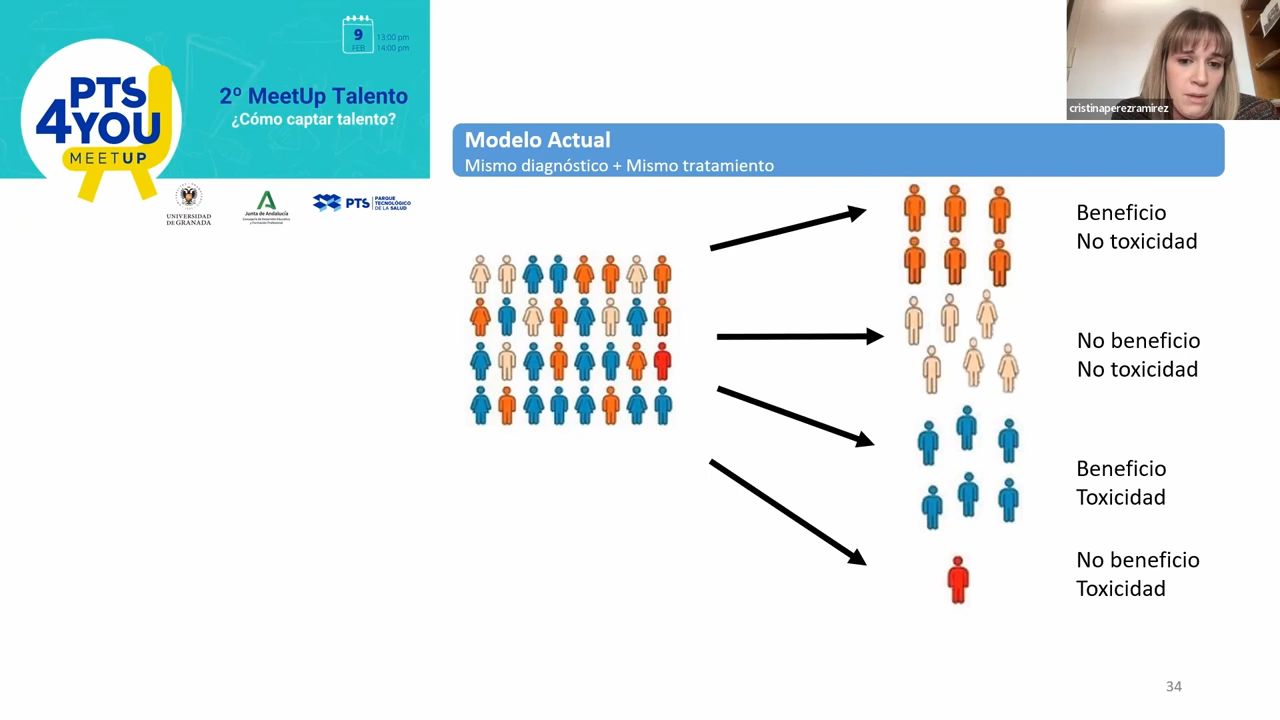 9
FEB
13:00 pm
14:00 pm
PTS
4YOU
MEETUP
2º MeetUp Talento
¿Cómo captar talento?
UNIVERSIDAD
DE GRANADA
Junta de Andalucía
PTS
PARQUE
TECNOLÓGICO
DE LA SALUD
cristinaperezramirez
Modelo Actual
Mismo diagnóstico + Mismo tratamiento
Beneficio
No toxicidad
No beneficio
No toxicidad
Beneficio
Toxicidad
No beneficio
Toxicidad
34